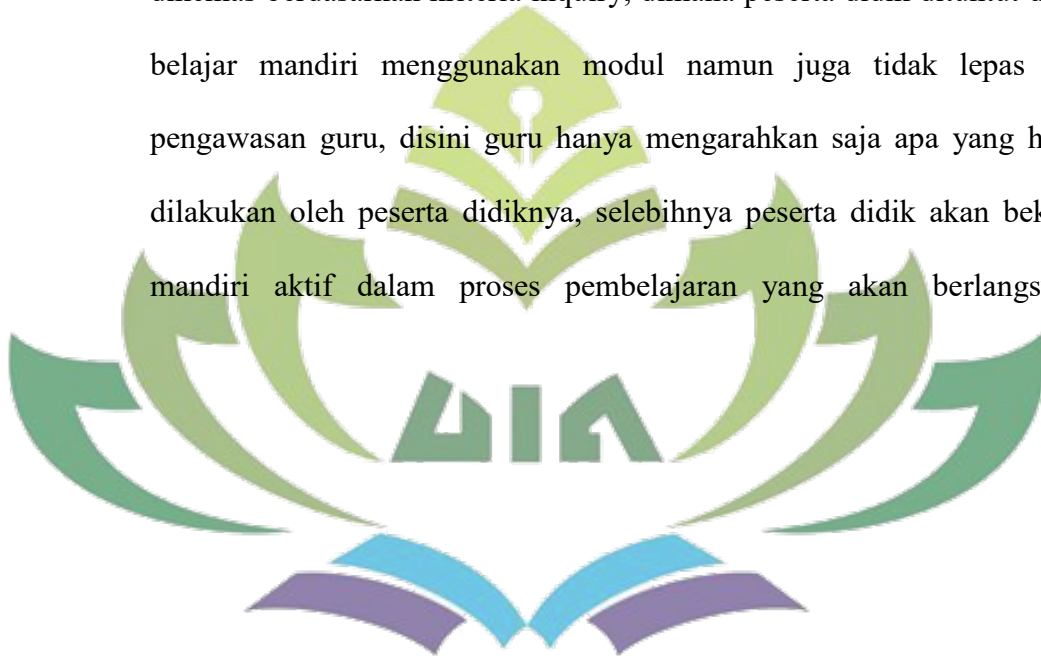 belajar mandiri menggunakan modul namun juga tidak lepas
pengawasan guru, disini guru hanya mengarahkan saja apa yang
dilakukan oleh peserta didiknya, selebihnya peserta didik akan
mandiri aktif dalam proses pembelajaran yang akan
UIN